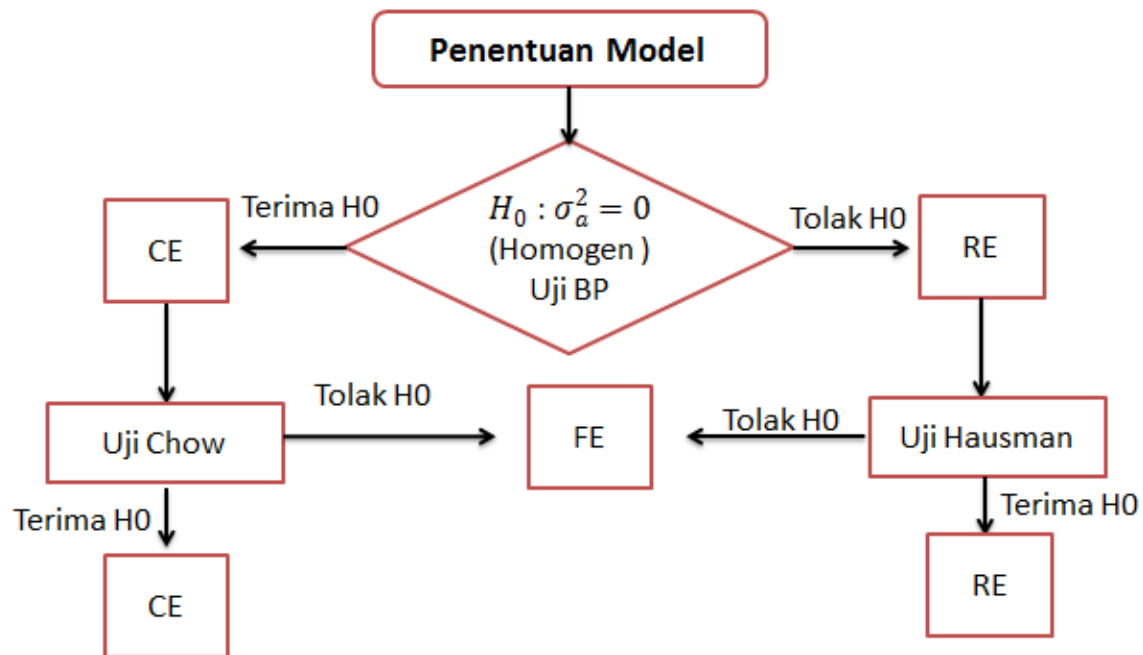 Penentuan Model
Terima H0
H₀ : σₐ² = 0
(Homogen )
Uji BP
Tolak H0
CE
RE
Tolak H0
Uji Chow
FE
Tolak H0
Uji Hausman
Terima H0
Terima H0
CE
RE